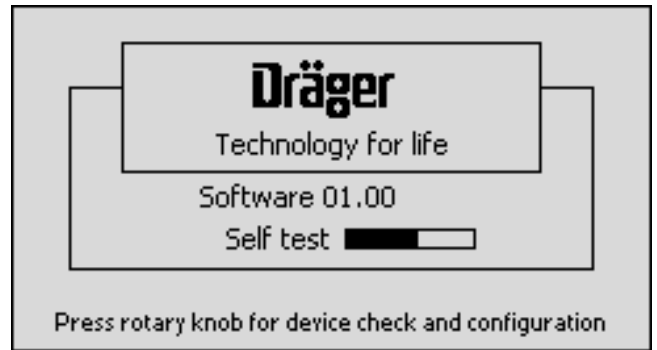 Dräger
Technology for life
Software 01.00
Self test
Press rotary knob for device check and configuration